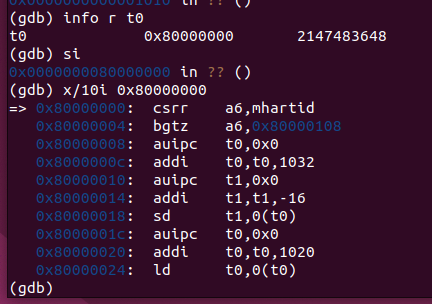 0x0000000000001010 in ?? ()
(gdb) info r t0
t0 0x80000000 2147483648
(gdb) si
0x0000000080000000 in ?? ()
(gdb) x/10i 0x80000000
=> 0x80000000: csrr a6,mhartid
0x80000004: bgtz a6,0x80000108
0x80000008: auipc t0,0x0
0x8000000c: addi t0,t0,1032
0x80000010: auipc t1,0x0
0x80000014: addi t1,t1,-16
0x80000018: sd t1,0(t0)
0x8000001c: auipc t0,0x0
0x80000020: addi t0,t0,1020
0x80000024: ld t0,0(t0)
(gdb)